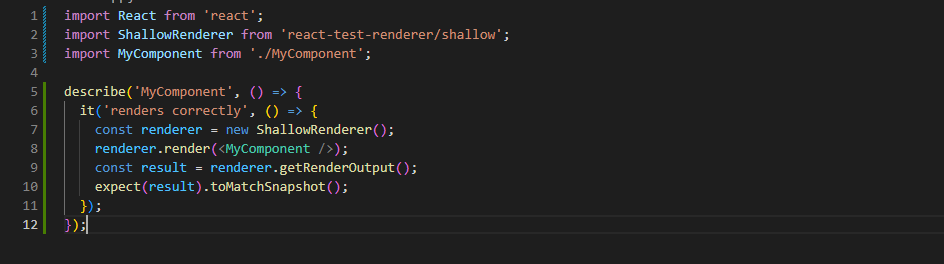 1 import React from 'react';
2 import ShallowRenderer from 'react-test-renderer/shallow';
3 import MyComponent from './MyComponent';
4
5 describe('MyComponent', () => {
6   it('renders correctly', () => {
7     const renderer = new ShallowRenderer();
8     renderer.render(<MyComponent />);
9     const result = renderer.getRenderOutput();
10     expect(result).toMatchSnapshot();
11   });
12 });